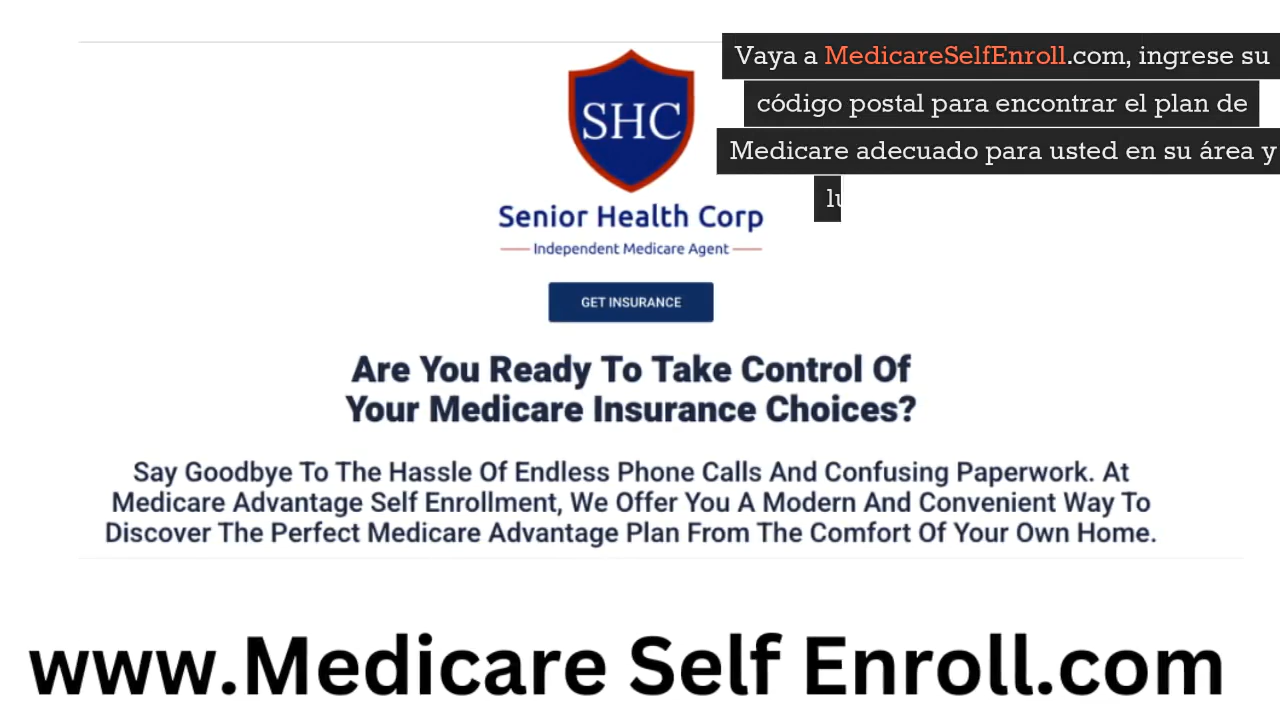 Vaya a MedicareSelfEnroll.com, ingrese su
código postal para encontrar el plan de
Medicare adecuado para usted en su área y
SHC
Senior Health Corp
Independent Medicare Agent
GET INSURANCE
Are You Ready To Take Control Of
Your Medicare Insurance Choices?
Say Goodbye To The Hassle Of Endless Phone Calls And Confusing Paperwork. At
Medicare Advantage Self Enrollment, We Offer You A Modern And Convenient Way To
Discover The Perfect Medicare Advantage Plan From The Comfort Of Your Own Home.
www.Medicare Self Enroll.com